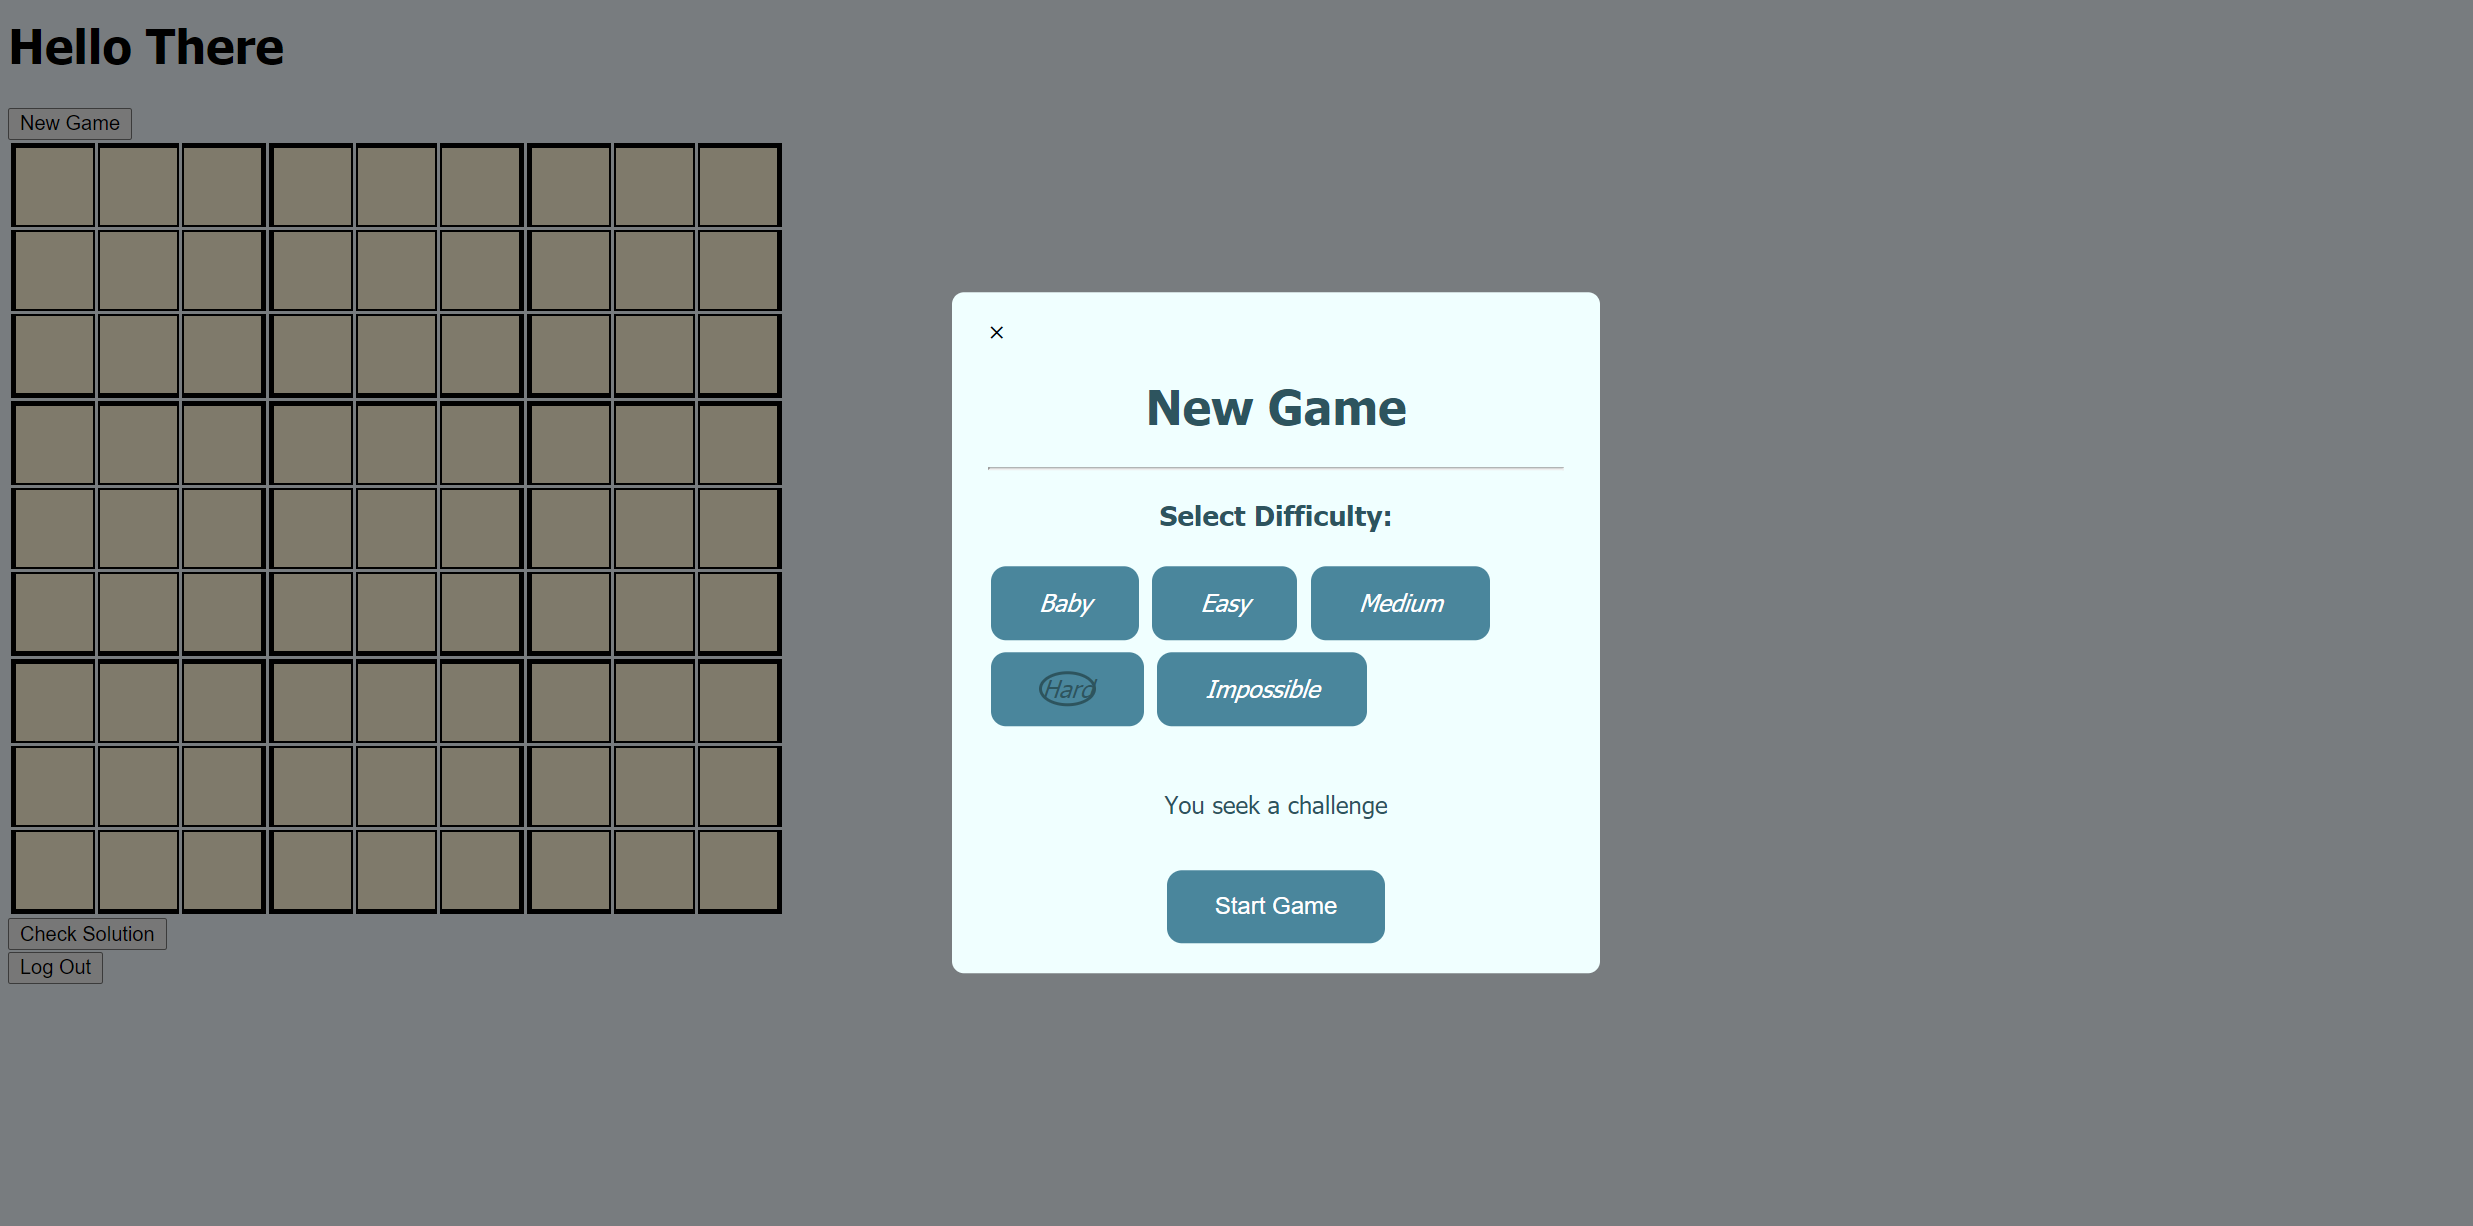 Hello There
New Game
×
New Game
Select Difficulty:
Baby Easy Medium
Hard Impossible
You seek a challenge
Start Game
Check Solution
Log Out